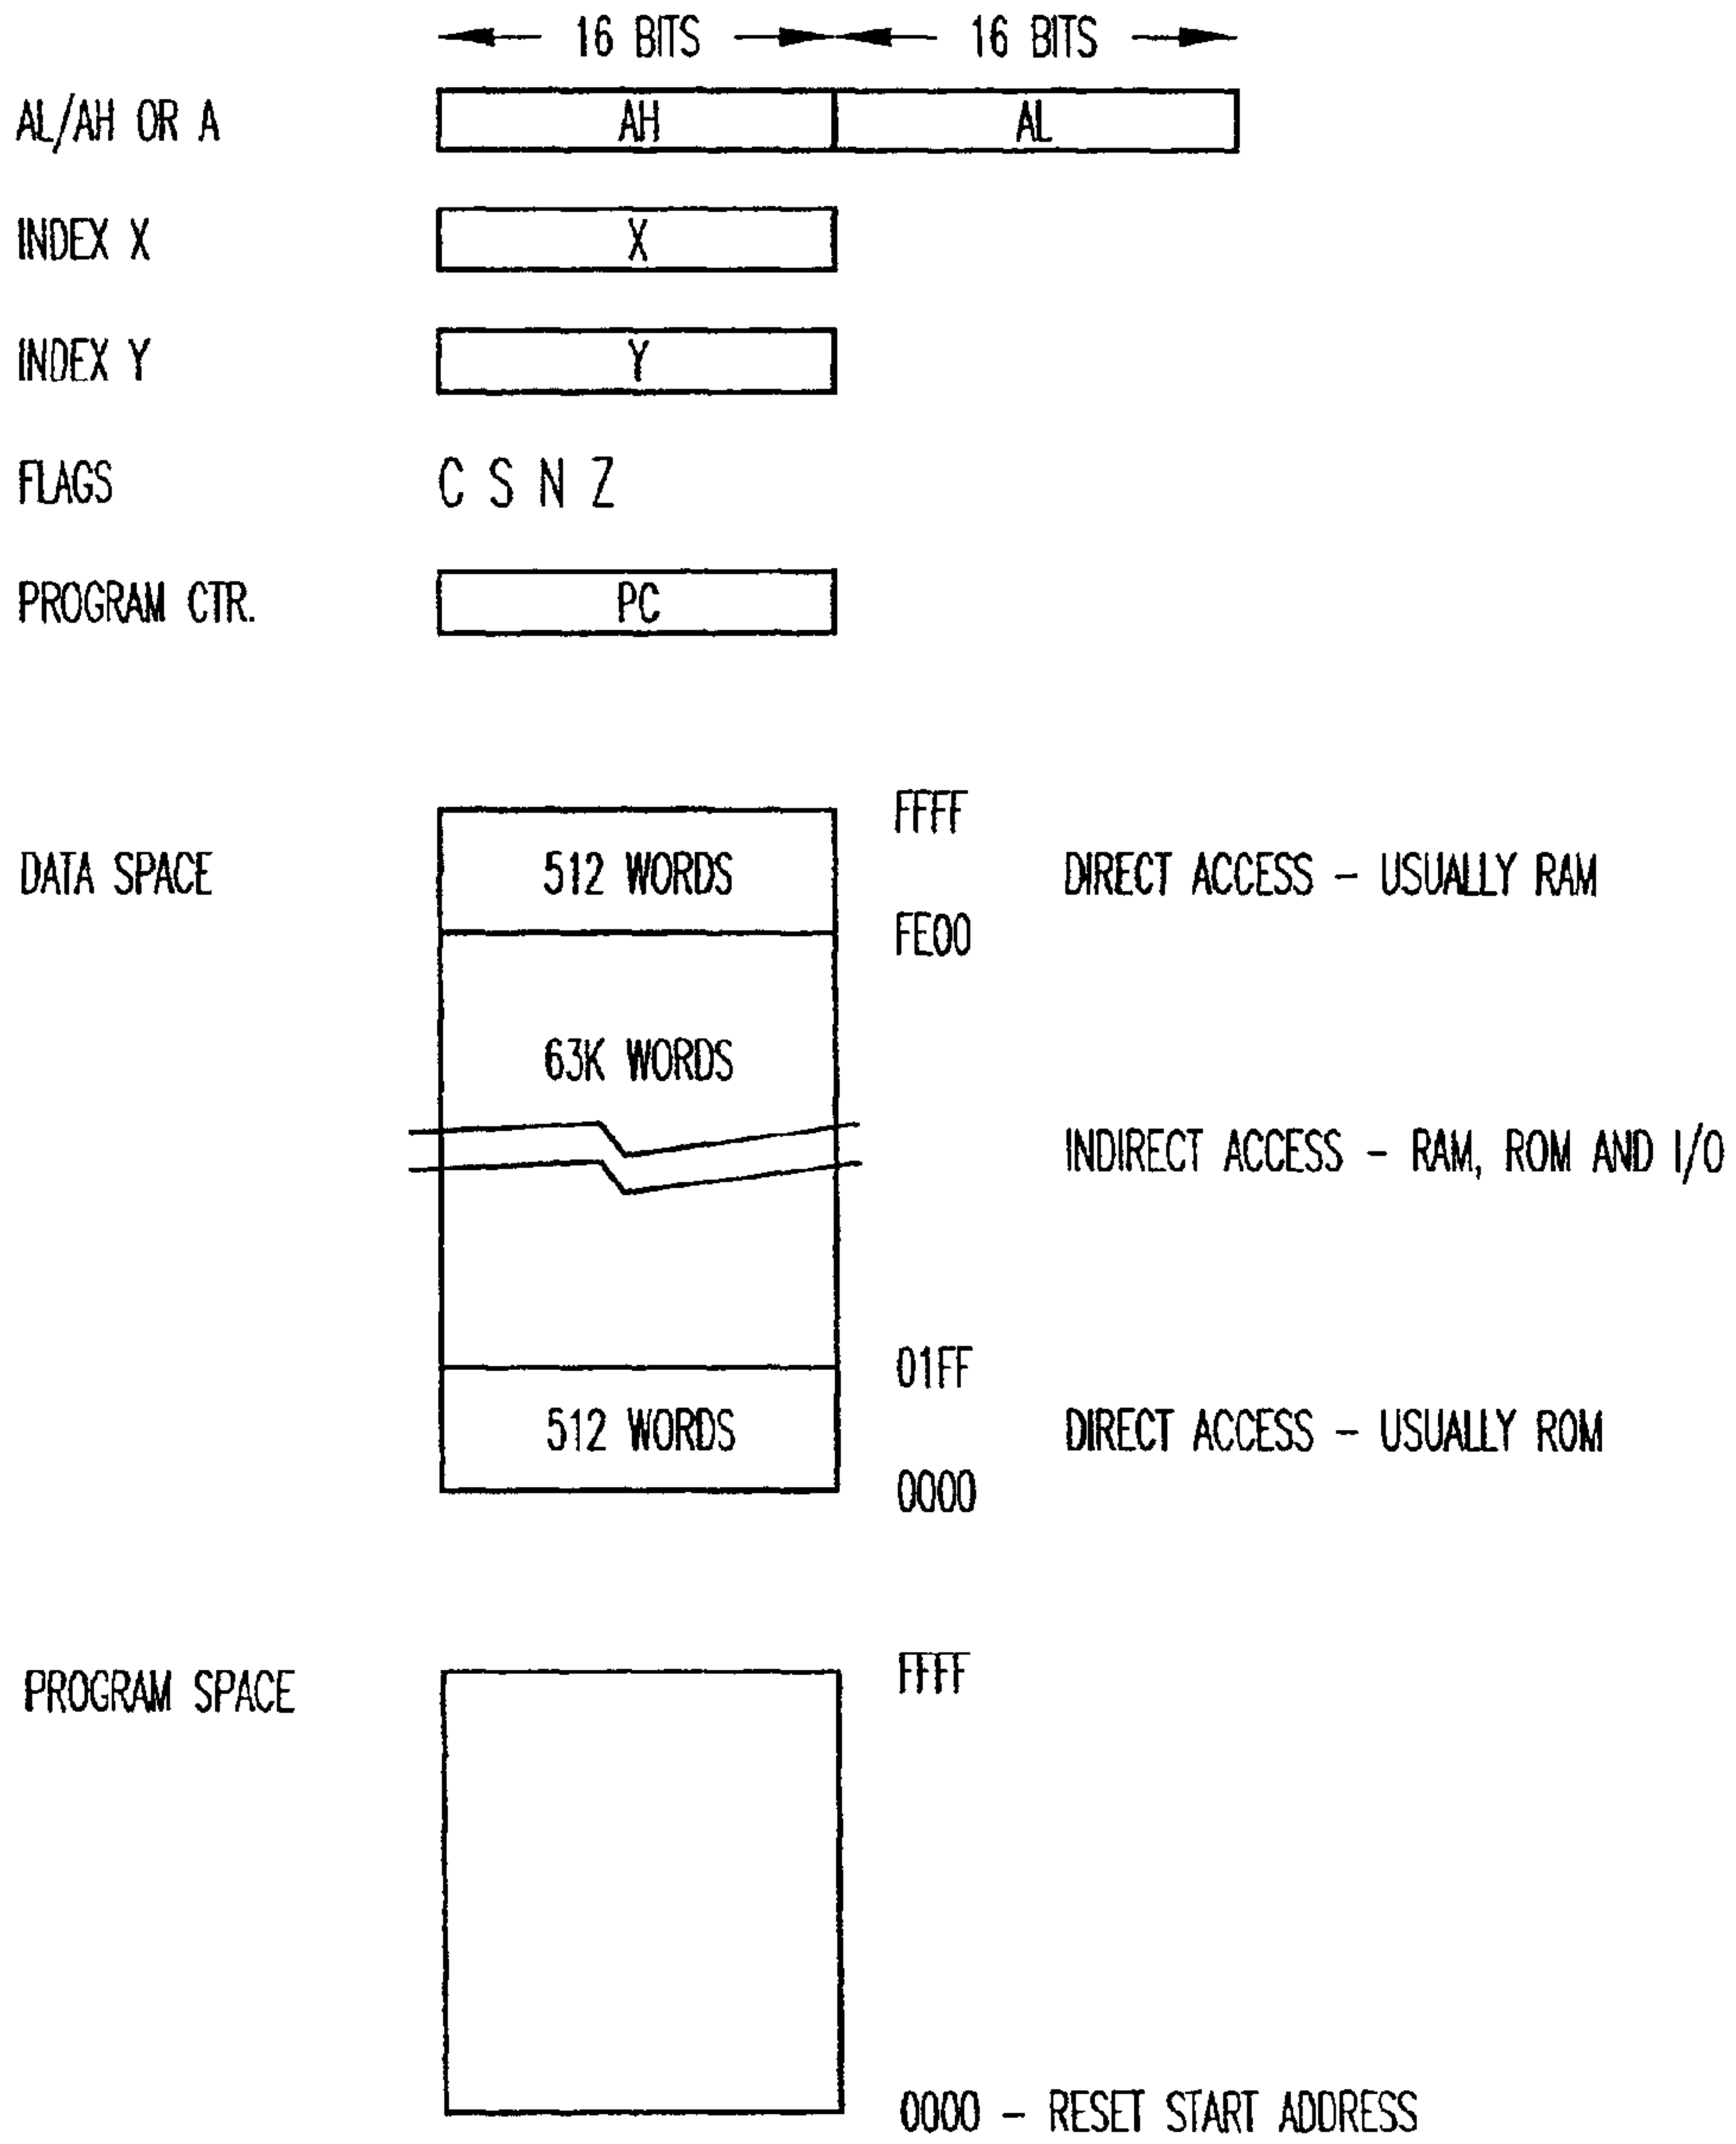 16 BITS 16 BITS
AL/AH OR A AH AL
INDEX X X
INDEX Y Y
FLAGS C S N Z
PROGRAM CTR. PC
FFFF
DATA SPACE 512 WORDS DIRECT ACCESS – USUALLY RAM
FE00
63K WORDS
INDIRECT ACCESS – RAM, ROM AND I/O
01FF
512 WORDS DIRECT ACCESS – USUALLY ROM
0000
PROGRAM SPACE FFFF
0000 – RESET START ADDRESS